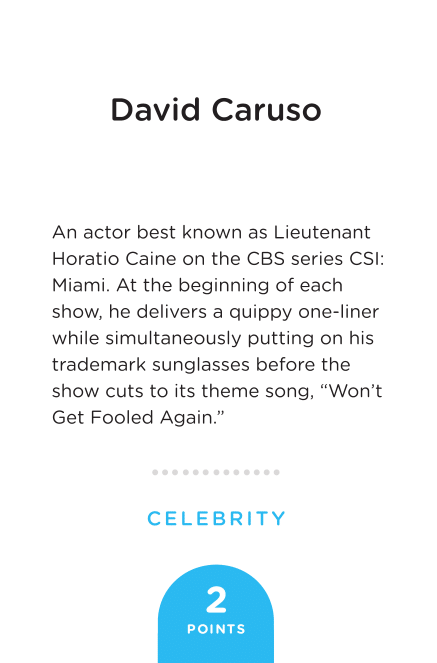 David Caruso
An actor best known as Lieutenant
Horatio Caine on the CBS series CSI:
Miami. At the beginning of each
show, he delivers a quippy one-liner
while simultaneously putting on his
trademark sunglasses before the
show cuts to its theme song, “Won’t
Get Fooled Again.”
CELEBRITY
2
POINTS